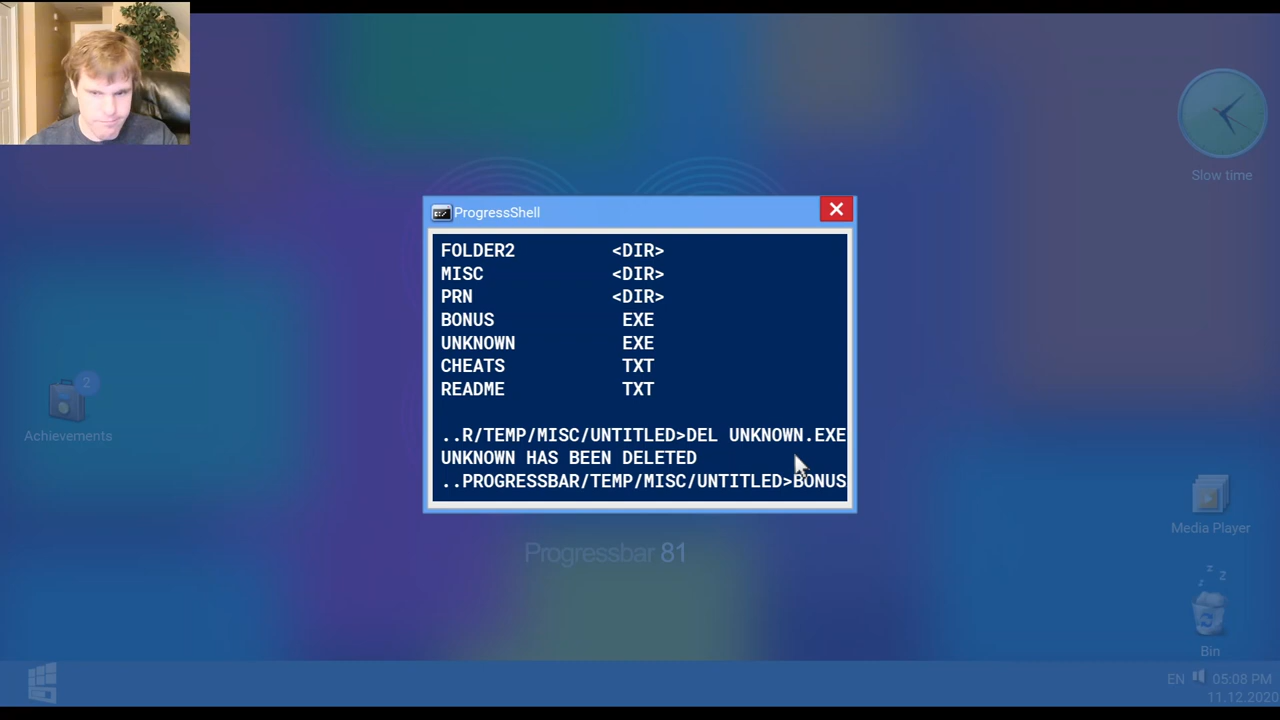 Slow time
ProgressShell
FOLDER2 <DIR>
MISC <DIR>
PRN <DIR>
BONUS EXE
UNKNOWN EXE
CHEATS TXT
README TXT
2
Achievements
..R/TEMP/MISC/UNTITLED>DEL UNKNOWN.EXE
UNKNOWN HAS BEEN DELETED
..PROGRESSBAR/TEMP/MISC/UNTITLED>BONUS
Media Player
Progressbar 81
z z z
Bin
EN 05:08 PM
11.12.2020